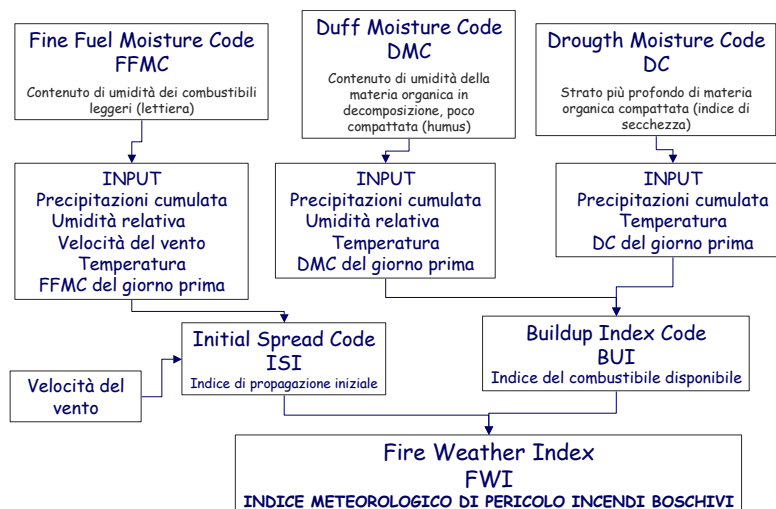 Fine Fuel Moisture Code
FFMC
Contenuto di umidità dei combustibili
leggeri (lettiera)
Duff Moisture Code
DMC
Contenuto di umidità della
materia organica in
decomposizione, poco
compattata (humus)
Drougth Moisture Code
DC
Strato più profondo di materia
organica compattata (indice di
secchezza)
INPUT
Precipitazioni cumulata
Umidità relativa
Velocità del vento
Temperatura
FFMC del giorno prima
INPUT
Precipitazioni cumulata
Umidità relativa
Temperatura
DMC del giorno prima
INPUT
Precipitazioni cumulata
Temperatura
DC del giorno prima
Initial Spread Code
ISI
Indice di propagazione iniziale
Buildup Index Code
BUI
Indice del combustibile disponibile
Velocità del
vento
Fire Weather Index
FWI
INDICE METEOROLOGICO DI PERICOLO INCENDI BOSCHIVI